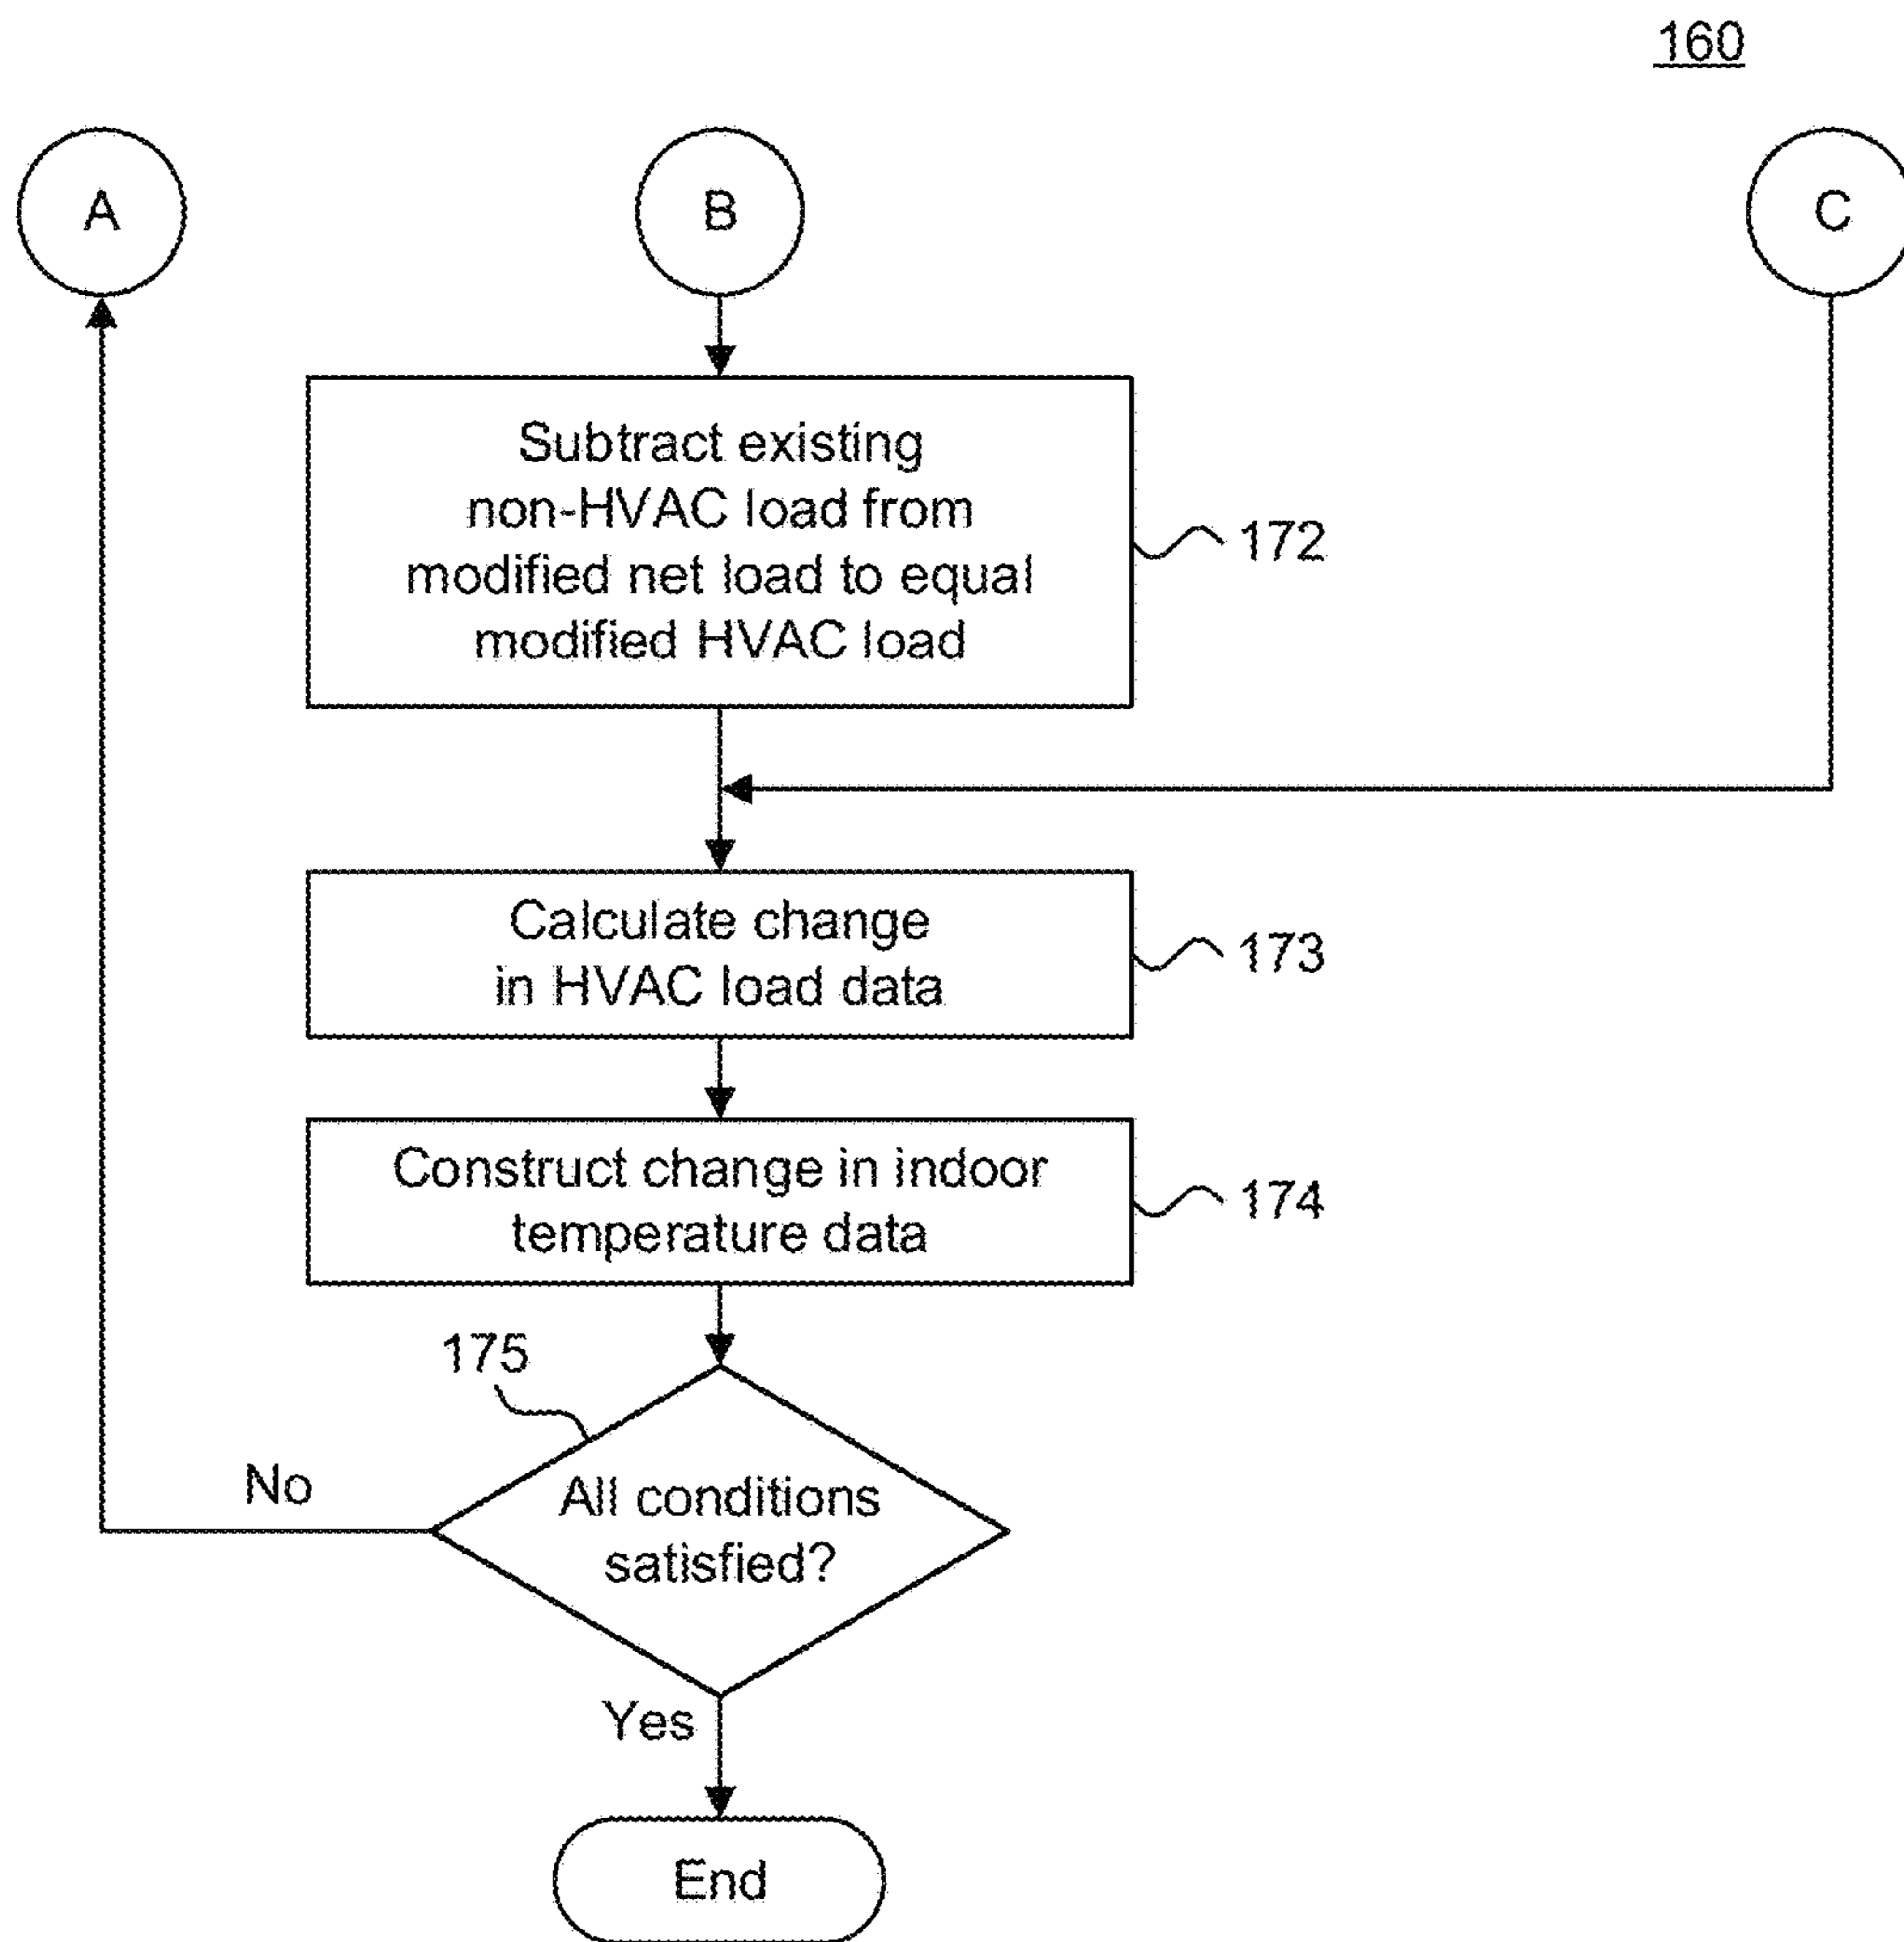 160
A
B
C
Subtract existing
non-HVAC load from
modified net load to equal
modified HVAC load
172
Calculate change
in HVAC load data
173
Construct change in indoor
temperature data
174
175
All conditions
satisfied?
No
Yes
End